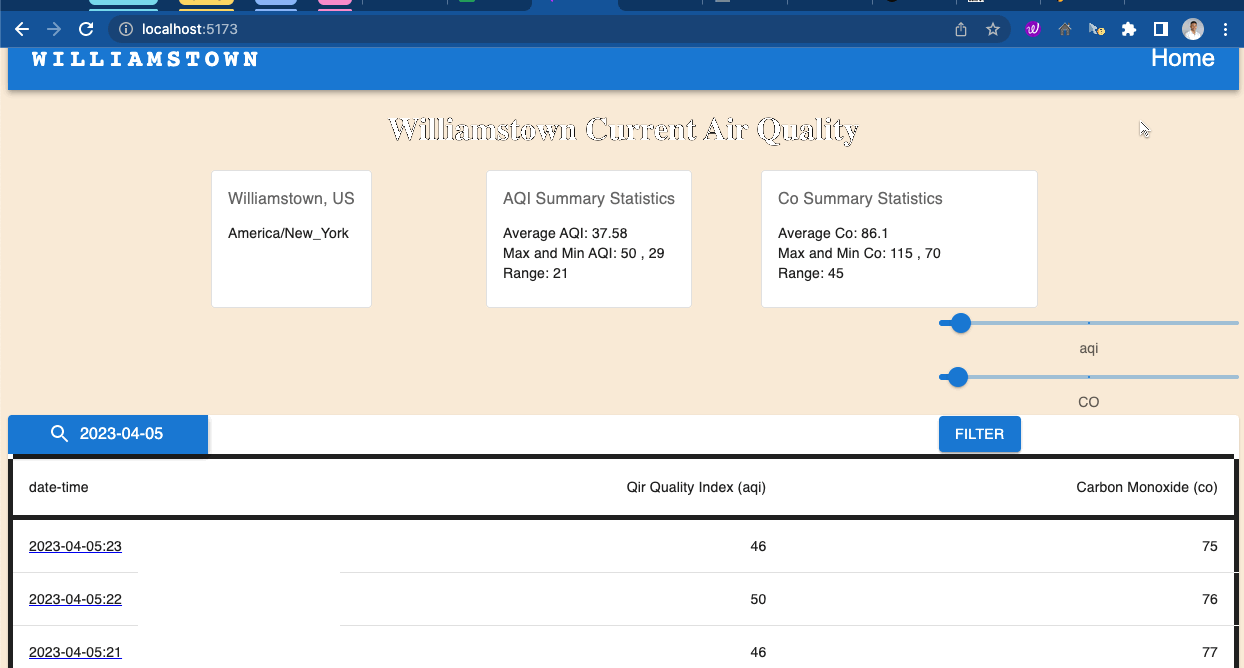 localhost:5173
WILLIAMSTOWN
Home
Williamstown Current Air Quality
Williamstown, US
America/New_York
AQI Summary Statistics
Average AQI: 37.58
Max and Min AQI: 50 , 29
Range: 21
Co Summary Statistics
Average Co: 86.1
Max and Min Co: 115 , 70
Range: 45
aqi
CO
2023-04-05
FILTER
date-time Qir Quality Index (aqi) Carbon Monoxide (co)
2023-04-05:23 46 75
2023-04-05:22 50 76
2023-04-05:21 46 77